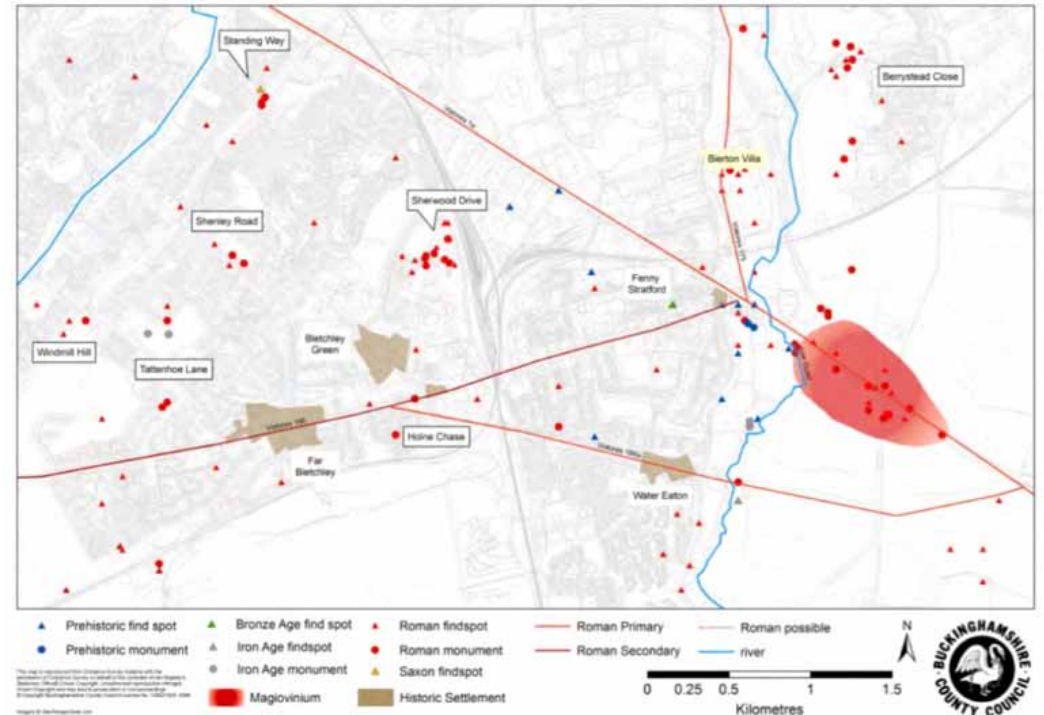 Standing Way
Berrystead Close
Bierton Villa
Sherwood Drive
Shenley Road
Fenny
Stratford
Bletchley
Green
Windmill Hill
Tattenhoe Lane
Holne Chase
Far
Bletchley
Water Eaton
Prehistoric find spot
Bronze Age find spot
Roman findspot
Roman Primary
Roman possible
N
Prehistoric monument
Iron Age findspot
Roman monument
Roman Secondary
river
Iron Age monument
Saxon findspot
Magiovinium
Historic Settlement
0 0.25 0.5 1 1.5
Kilometres
BUCKINGHAMSHIRE
COUNTY COUNCIL